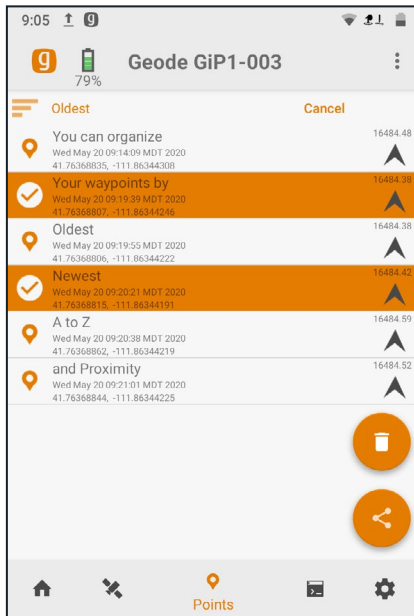 9:05
79%
Geode GiP1-003
Oldest Cancel
You can organize 16484.48
Wed May 20 09:14:09 MDT 2020
41.76368835, -111.86344308
Your waypoints by 16484.38
Wed May 20 09:19:39 MDT 2020
41.76368807, -111.86344246
Oldest 16484.38
Wed May 20 09:19:55 MDT 2020
41.76368806, -111.86344222
Newest 16484.42
Wed May 20 09:20:21 MDT 2020
41.76368815, -111.86344191
A to Z 16484.59
Wed May 20 09:20:38 MDT 2020
41.76368862, -111.86344219
and Proximity 16484.52
Wed May 20 09:21:01 MDT 2020
41.76368844, -111.86344225
Points